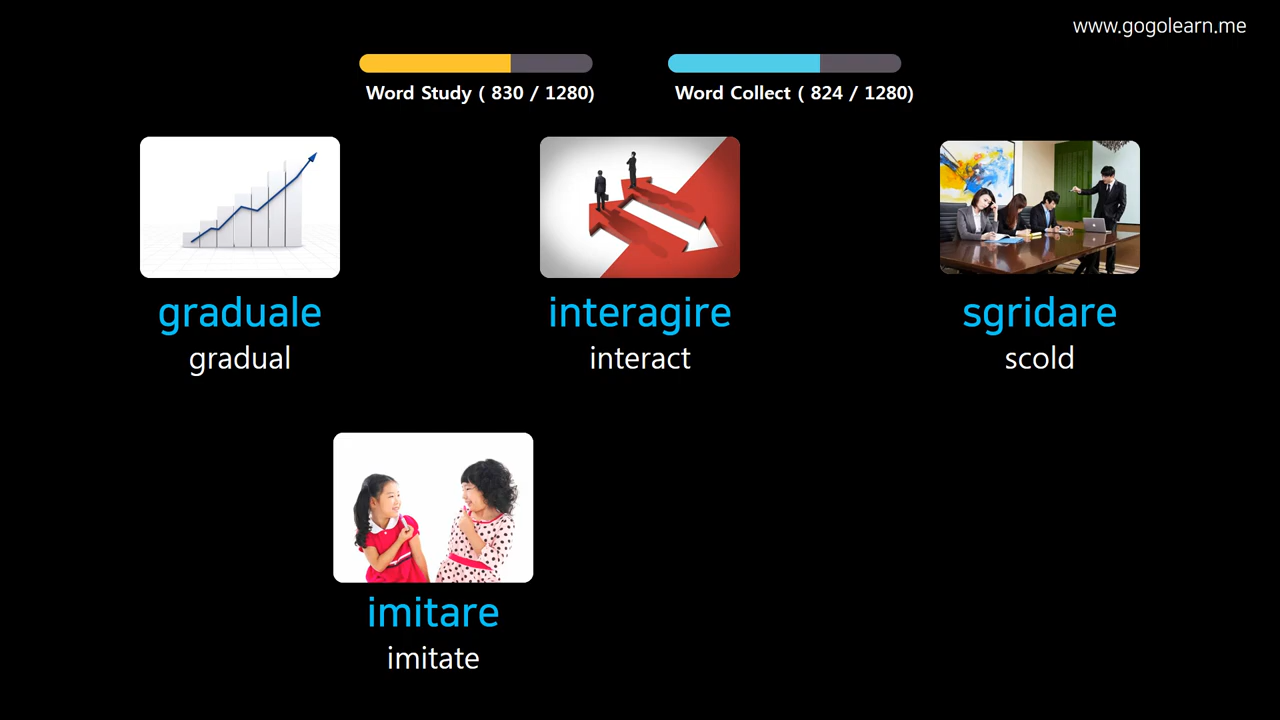 www.gogolearn.me
Word Study ( 830 / 1280)
Word Collect ( 824 / 1280)
graduale
gradual
interagire
interact
sgridare
scold
imitare
imitate